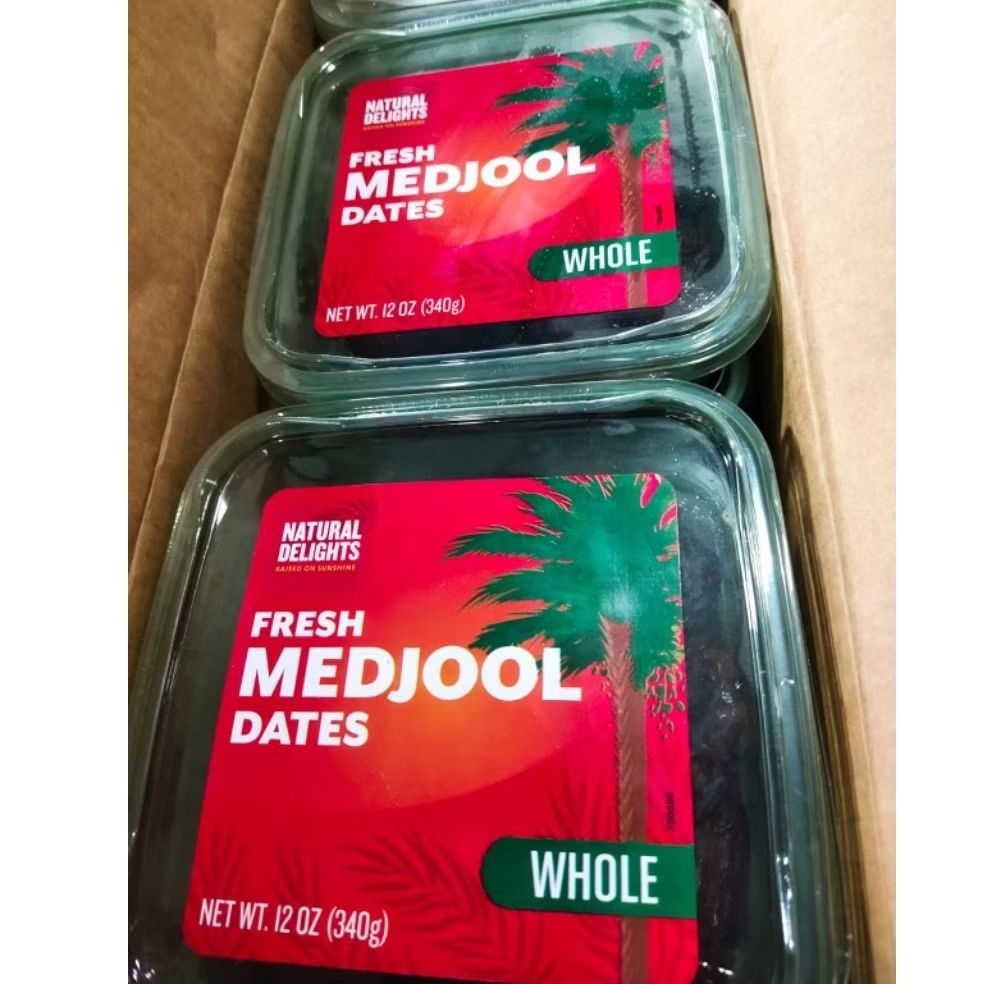 NATURAL
DELIGHTS
RAISED ON SUNSHINE
FRESH
MEDJOOL
DATES
WHOLE
NET WT. 12 OZ (340g)
NATURAL
DELIGHTS
RAISED ON SUNSHINE
FRESH
MEDJOOL
DATES
WHOLE
NET WT. 12 OZ (340g)